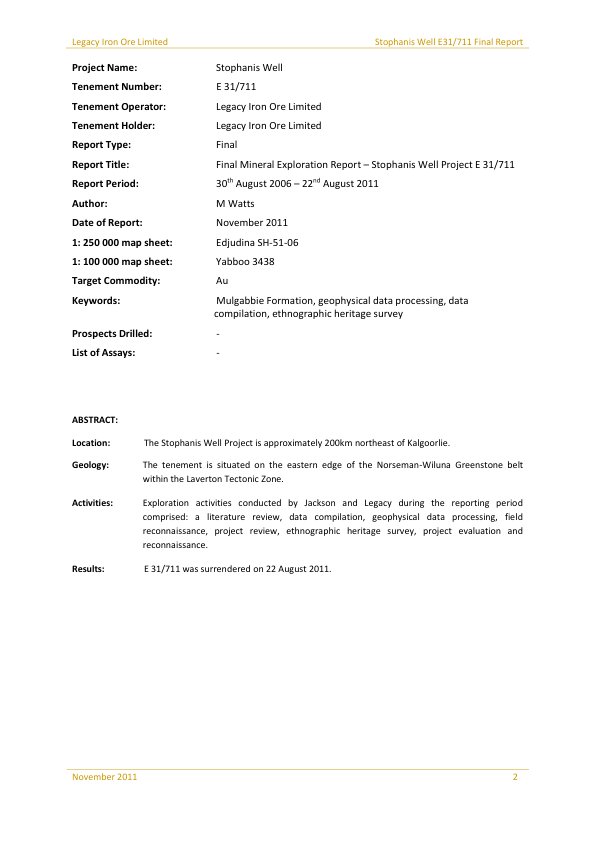 Legacy Iron Ore Limited Stophanis Well E31/711 Final Report
Project Name: Stophanis Well
Tenement Number: E 31/711
Tenement Operator: Legacy Iron Ore Limited
Tenement Holder: Legacy Iron Ore Limited
Report Type: Final
Report Title: Final Mineral Exploration Report – Stophanis Well Project E 31/711
Report Period: 30th August 2006 – 22nd August 2011
Author: M Watts
Date of Report: November 2011
1: 250 000 map sheet: Edjudina SH-51-06
1: 100 000 map sheet: Yabboo 3438
Target Commodity: Au
Keywords: Mulgabbie Formation, geophysical data processing, data
compilation, ethnographic heritage survey
Prospects Drilled: -
List of Assays: -
ABSTRACT:
Location: The Stophanis Well Project is approximately 200km northeast of Kalgoorlie.
Geology: The tenement is situated on the eastern edge of the Norseman-Wiluna Greenstone belt
within the Laverton Tectonic Zone.
Activities: Exploration activities conducted by Jackson and Legacy during the reporting period
comprised: a literature review, data compilation, geophysical data processing, field
reconnaissance, project review, ethnographic heritage survey, project evaluation and
reconnaissance.
Results: E 31/711 was surrendered on 22 August 2011.
November 2011 2